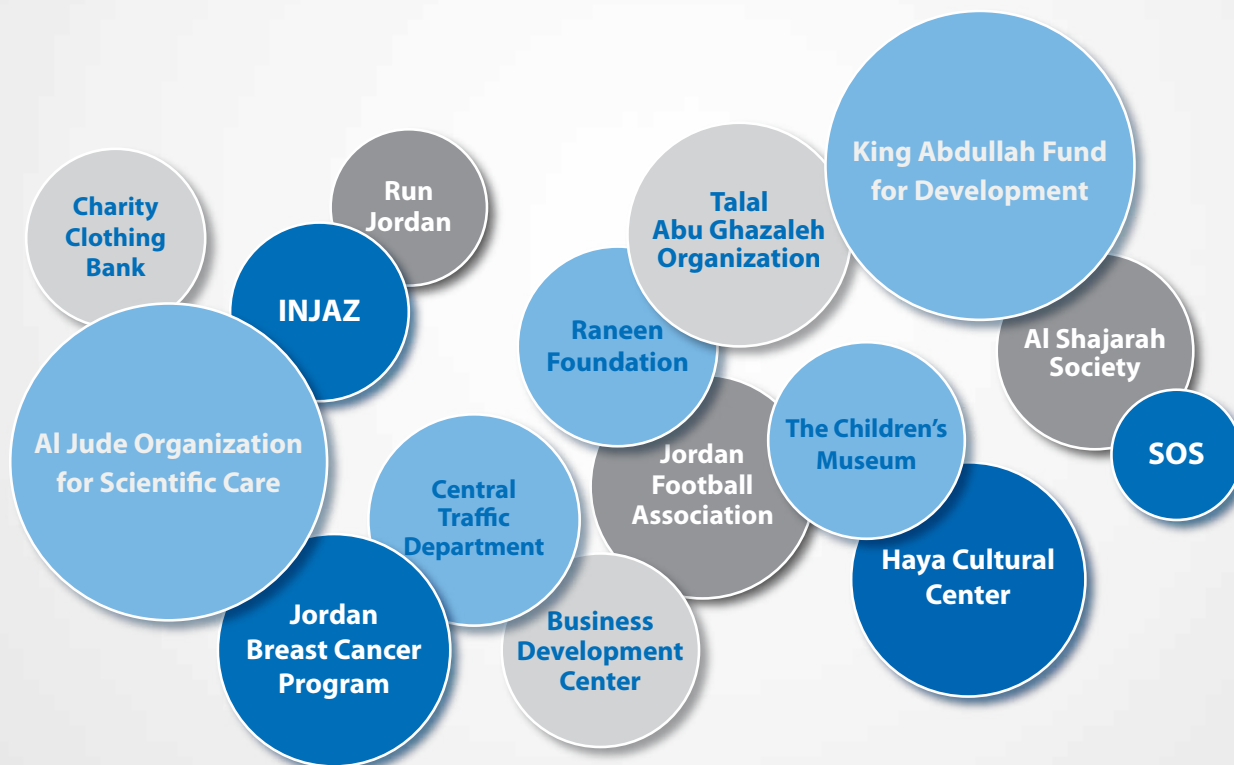 Charity
Clothing
Bank
Run
Jordan
INJAZ
Al Jude Organization
for Scientific Care
Jordan
Breast Cancer
Program
Central
Traffic
Department
Business
Development
Center
Raneen
Foundation
Talal
Abu Ghazaleh
Organization
Jordan
Football
Association
King Abdullah Fund
for Development
The Children's
Museum
Haya Cultural
Center
Al Shajarah
Society
SOS